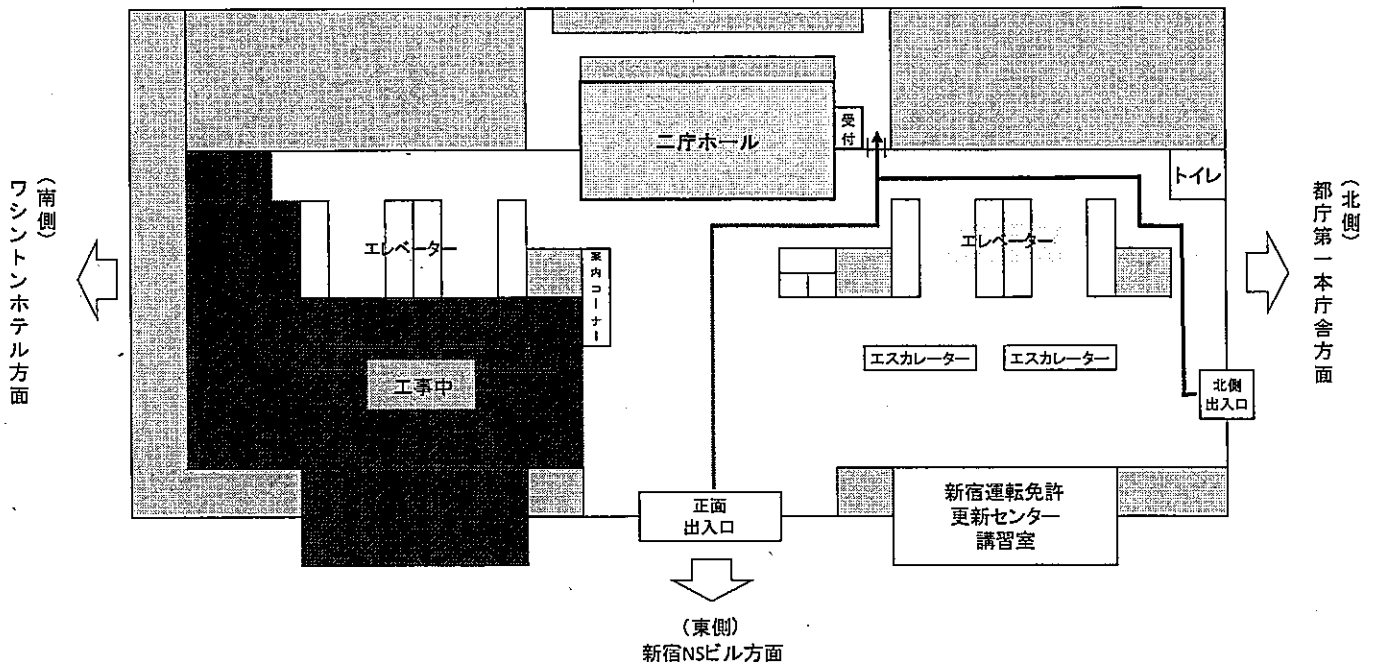 二庁ホール
受付
トイレ
(南側)
ワシントンホテル方面
エレベーター
案内コーナー
エレベーター
(北側)
都庁第一本庁舎方面
エスカレーター
エスカレーター
工事中
北側
出入口
正面
出入口
新宿運転免許
更新センター
講習室
(東側)
新宿NSビル方面